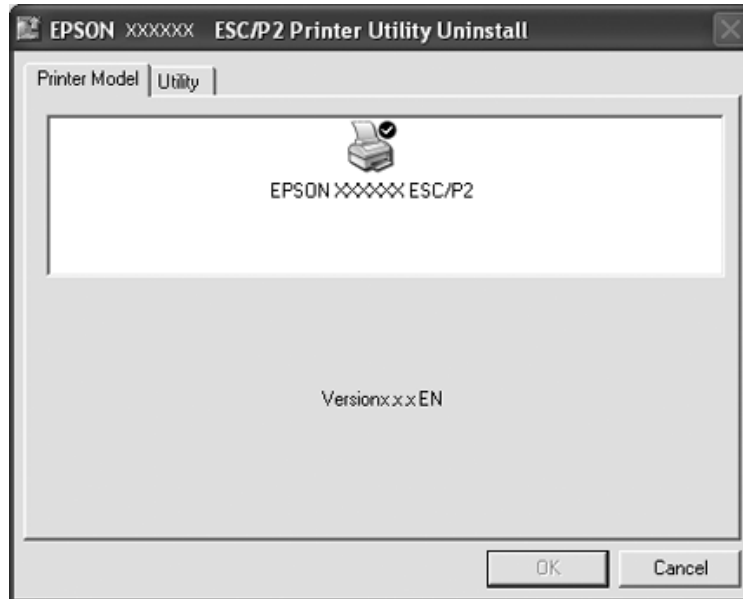 EPSON XXXXXX ESC/P2 Printer Utility Uninstall
Printer Model Utility
EPSON XXXXXX ESC/P2
Versionx.x.x EN
OK Cancel